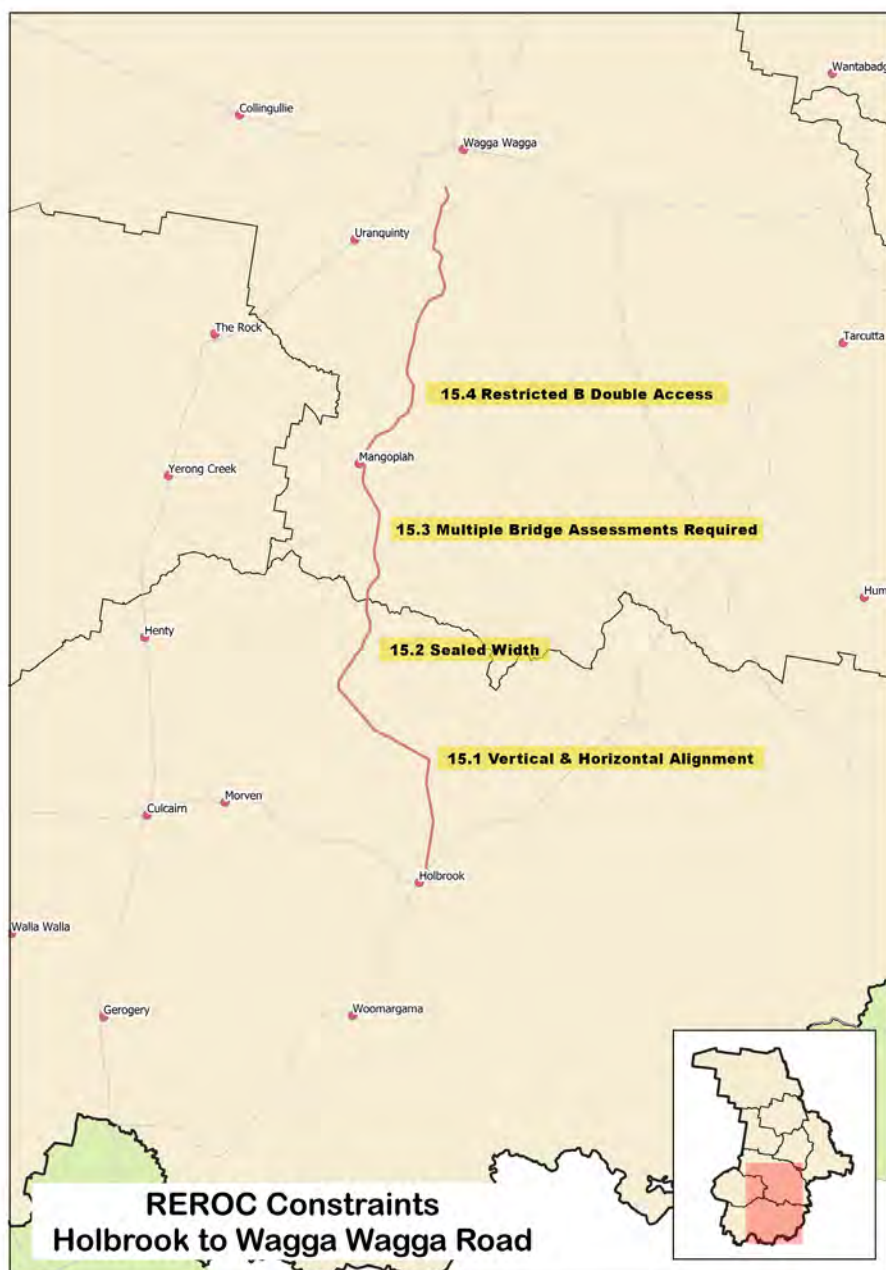 Wantabadg
Collingullie
Wagga Wagga
Uranquinty
The Rock
Tarcutta
15.4 Restricted B Double Access
Mangoplah
Yerong Creek
15.3 Multiple Bridge Assessments Required
Hum
Henty
15.2 Sealed Width
15.1 Vertical & Horizontal Alignment
Morven
Culcairn
Holbrook
Walla Walla
Gerogery
Woomargama
REROC Constraints
Holbrook to Wagga Wagga Road